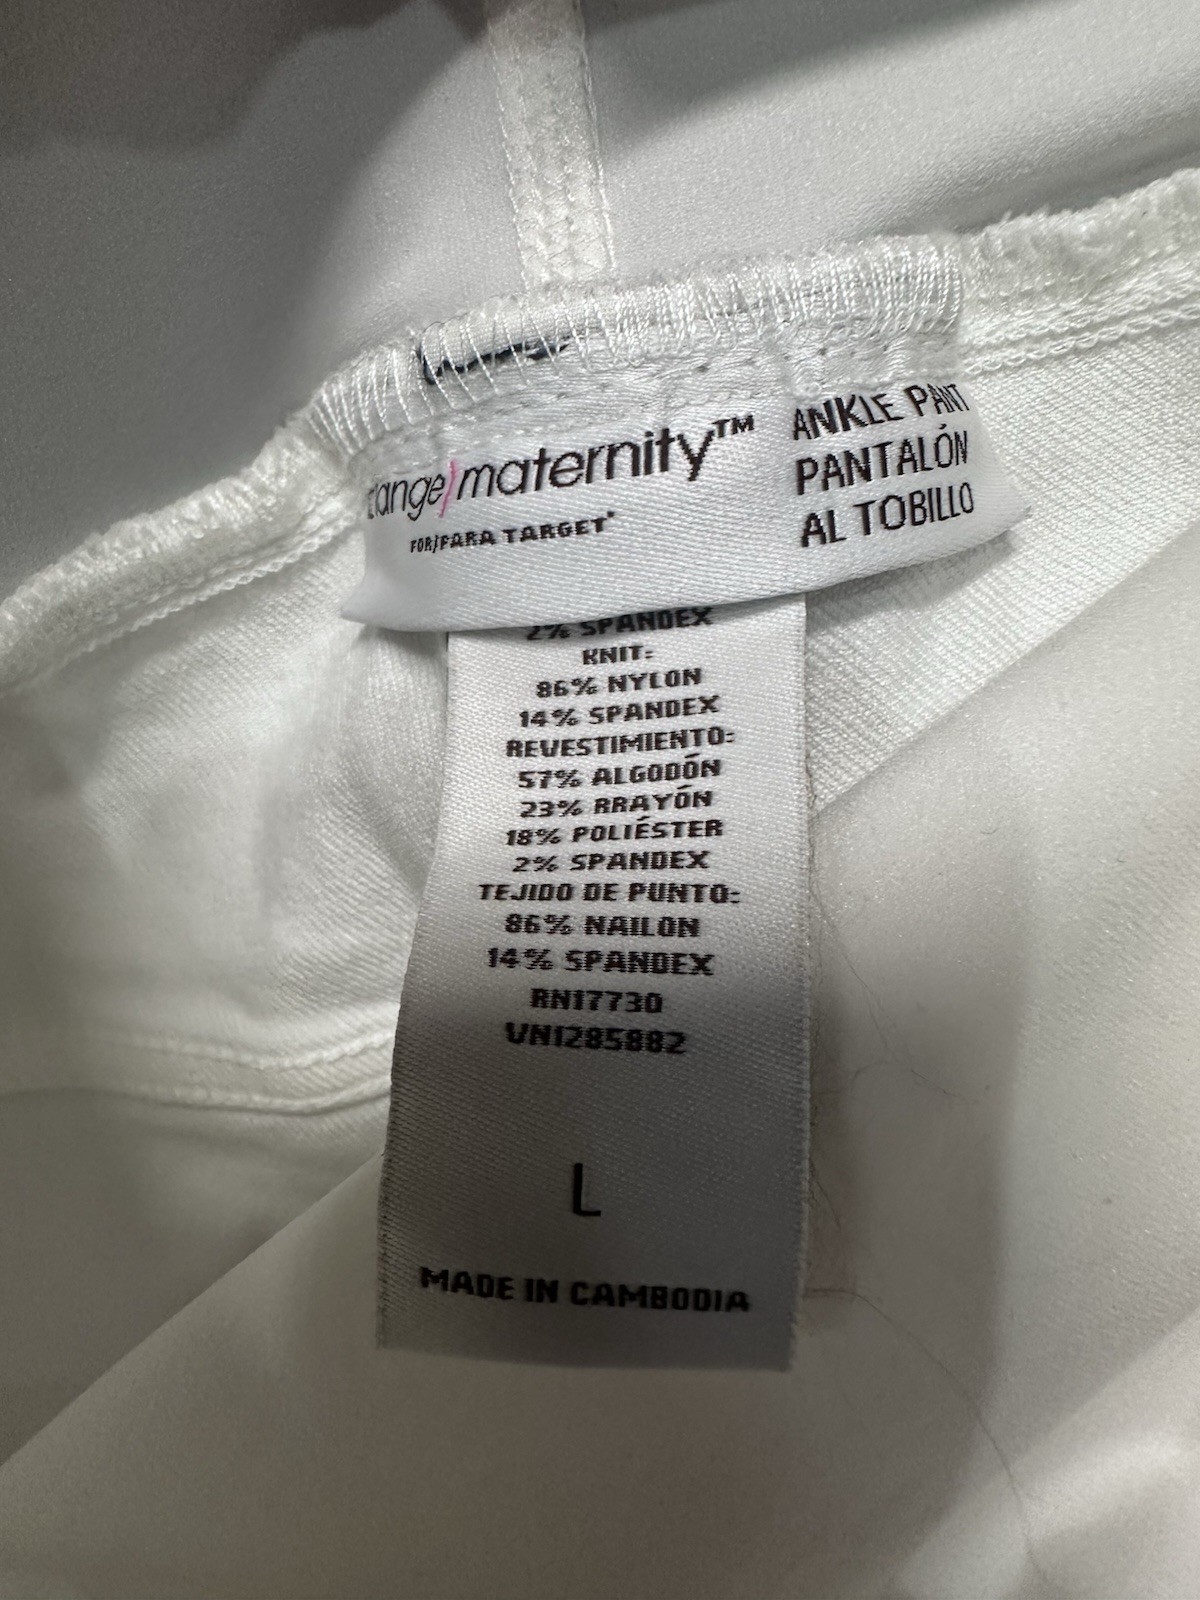 lange)maternity™
FOR/PARA TARGET*
ANKLE PANT
PANTALÓN
AL TOBILLO
2% SPANDEX
KNIT:
86% NYLON
14% SPANDEX
REVESTIMIENTO:
57% ALGODÓN
23% RRAYÓN
18% POLIÉSTER
2% SPANDEX
TEJIDO DE PUNTO:
86% NAILON
14% SPANDEX
RN17730
VN1285882
L
MADE IN CAMBODIA